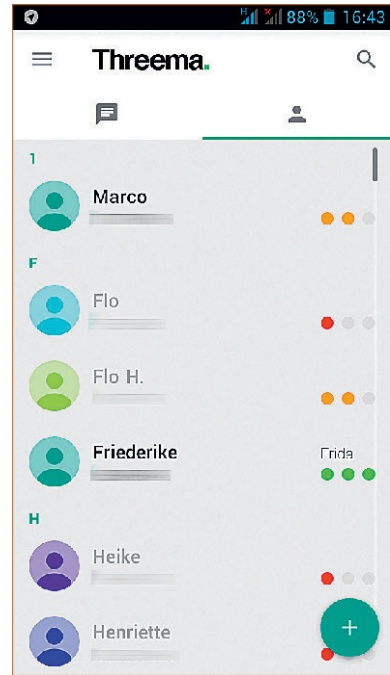 88% 16:43
Threema.
1
Marco
F
Flo
Flo H.
Friederike
Frida
H
Heike
Henriette